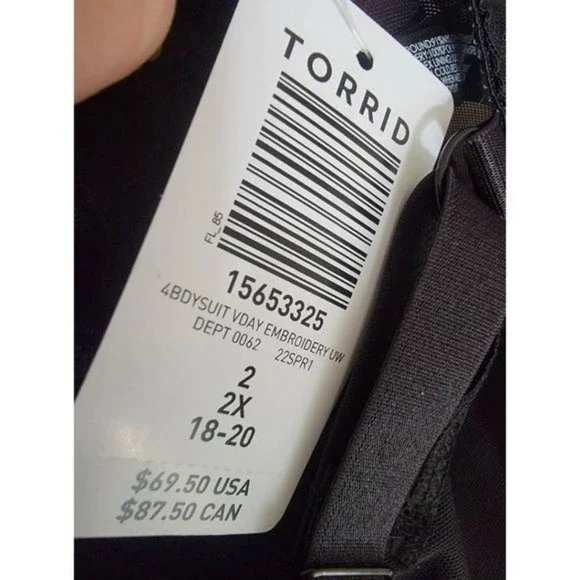 TORRID
FL_85
15653325
4BDYSUIT VDAY EMBROIDERY UW
DEPT 0062 22SPR1
2
2X
18-20
$69.50 USA
$87.50 CAN